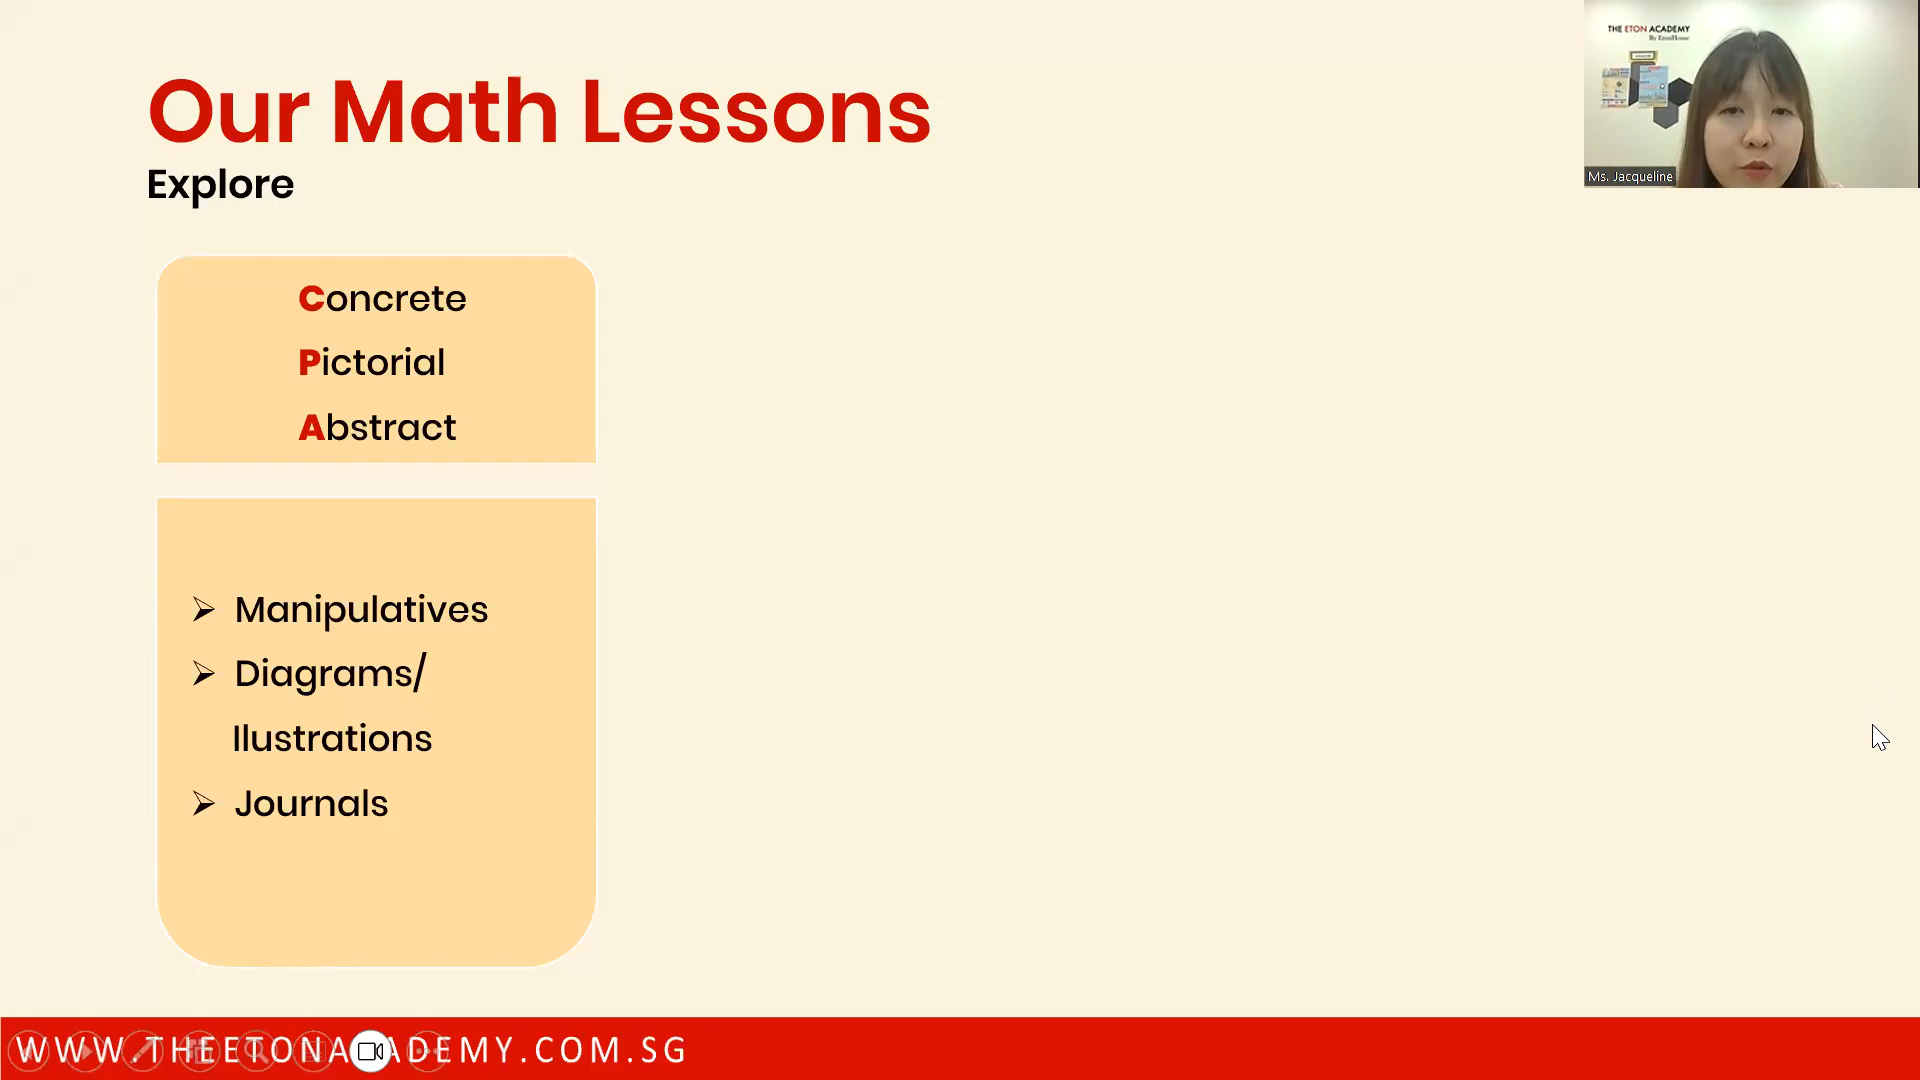 Our Math Lessons
Explore
Concrete
Pictorial
Abstract
Manipulatives
Diagrams/
Ilustrations
Journals
THE ETON ACADEMY
By EtonHouse
Ms. Jacqueline
WWW.THEETONACADEMY.COM.SG